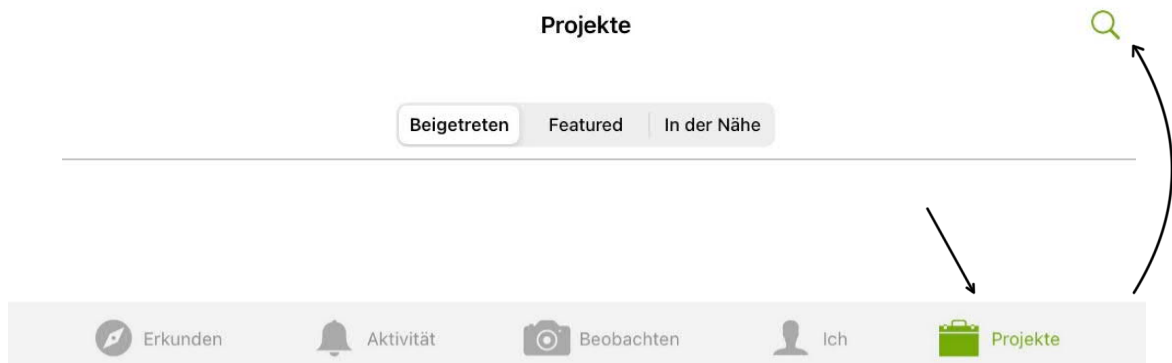 Projekte
Beigetreten Featured In der Nähe
Erkunden Aktivität Beobachten Ich Projekte